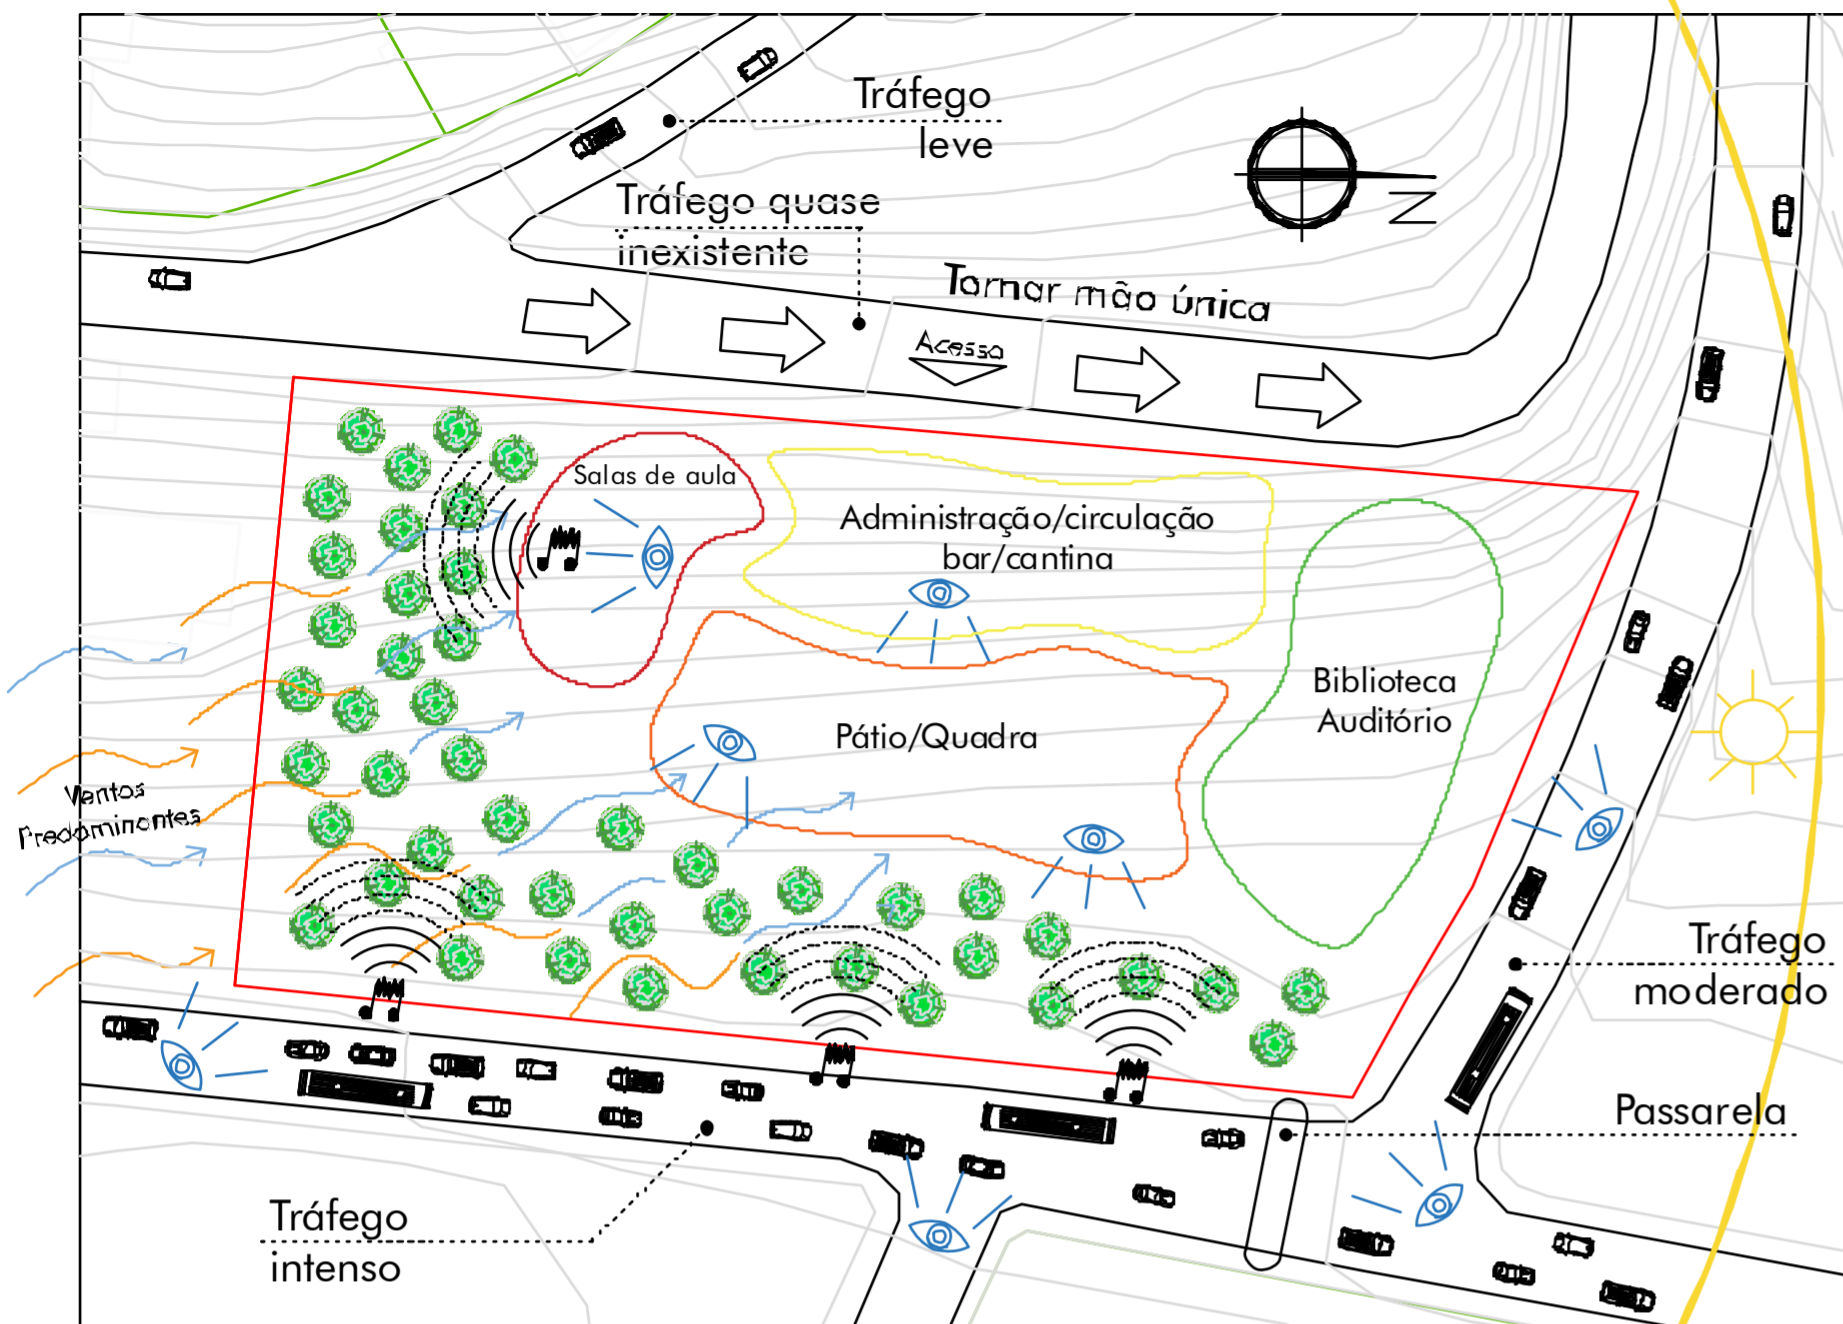 Tráfego
leve
Tráfego quase
inexistente
N
Tornar mão única
Acesso
Salas de aula
Administração/circulação
bar/cantina
Biblioteca
Auditório
Pátio/Quadra
Ventos
Predominantes
Tráfego
moderado
Passarela
Tráfego
intenso